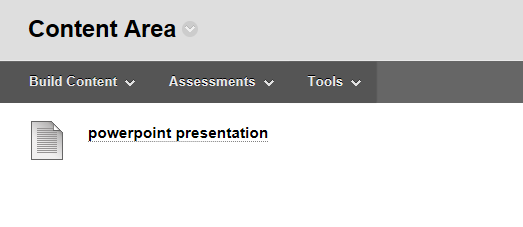 Content Area
Build Content Assessments Tools
powerpoint presentation